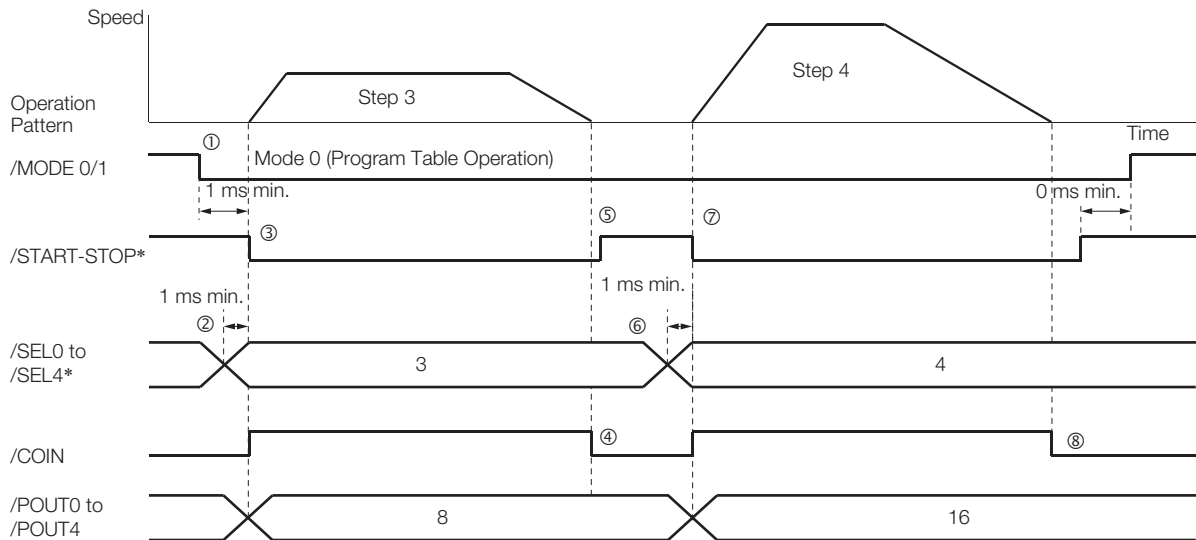 Speed
Step 3
Step 4
Operation
Pattern
Time
①
/MODE 0/1
Mode 0 (Program Table Operation)
1 ms min.
0 ms min.
③
⑤
⑦
/START-STOP*
1 ms min.
1 ms min.
②
⑥
/SEL0 to
/SEL4*
3
4
④
⑧
/COIN
/POUT0 to
/POUT4
8
16